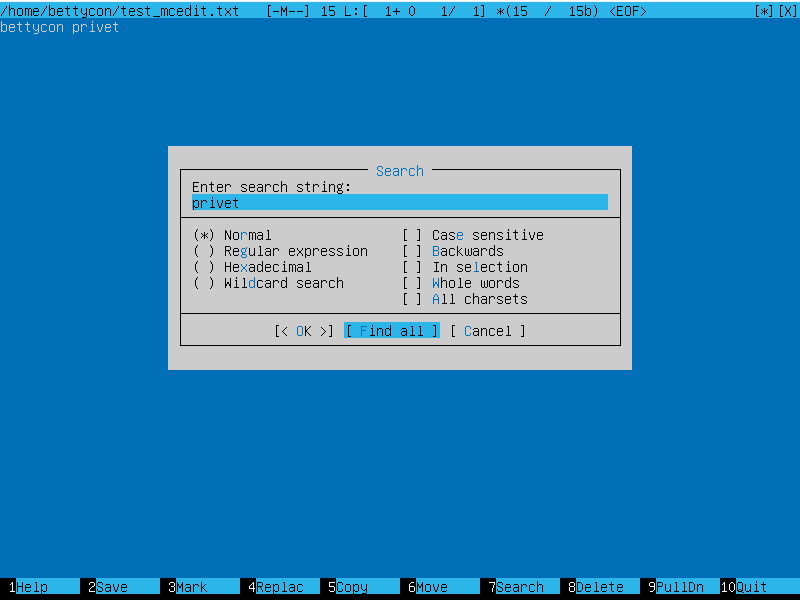 /home/bettycon/test_mcedit.txt [-M--] 15 L:[ 1+ 0 1/ 1] *(15 / 15b) <EOF> [*][X]
bettycon privet
Search
Enter search string:
privet
(*) Normal [ ] Case sensitive
( ) Regular expression [ ] Backwards
( ) Hexadecimal [ ] In selection
( ) Wildcard search [ ] Whole words
[ ] All charsets
[< OK >] [ Find all ] [ Cancel ]
1Help 2Save 3Mark 4Replac 5Copy 6Move 7Search 8Delete 9PullDn 10Quit